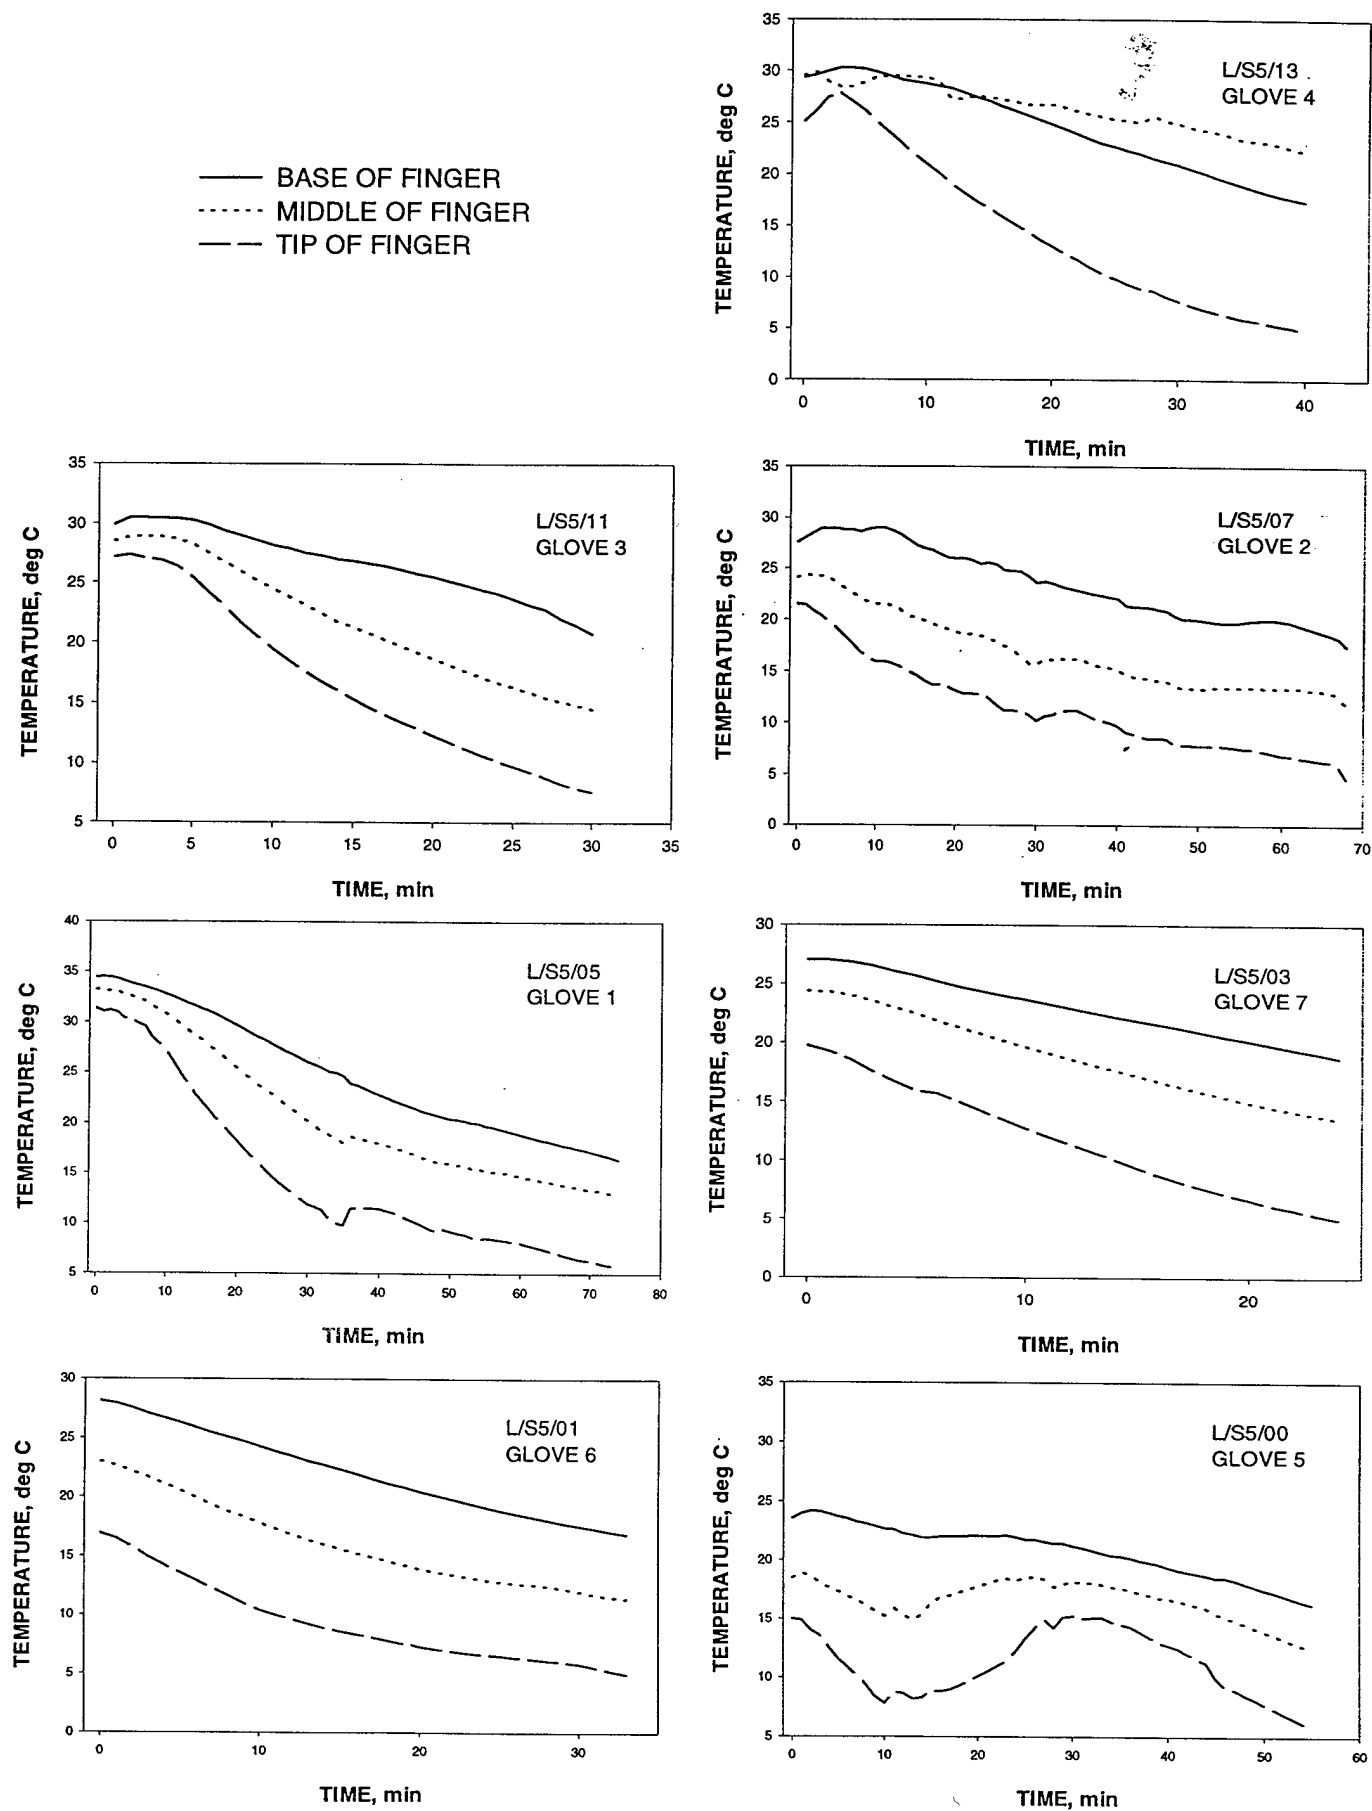 BASE OF FINGER
MIDDLE OF FINGER
TIP OF FINGER
TEMPERATURE, deg C
35
30
25
20
15
10
5
0
L/S5/13
GLOVE 4
0 10 20 30 40
TIME, min
TEMPERATURE, deg C
35
30
25
20
15
10
5
L/S5/11
GLOVE 3
0 5 10 15 20 25 30 35
TIME, min
TEMPERATURE, deg C
35
30
25
20
15
10
5
0
L/S5/07
GLOVE 2
0 10 20 30 40 50 60 70
TIME, min
TEMPERATURE, deg C
40
35
30
25
20
15
10
5
L/S5/05
GLOVE 1
0 10 20 30 40 50 60 70 80
TIME, min
TEMPERATURE, deg C
30
25
20
15
10
5
0
L/S5/03
GLOVE 7
0 10 20
TIME, min
TEMPERATURE, deg C
30
25
20
15
10
5
0
L/S5/01
GLOVE 6
0 10 20 30
TIME, min
TEMPERATURE, deg C
35
30
25
20
15
10
5
L/S5/00
GLOVE 5
0 10 20 30 40 50 60
TIME, min